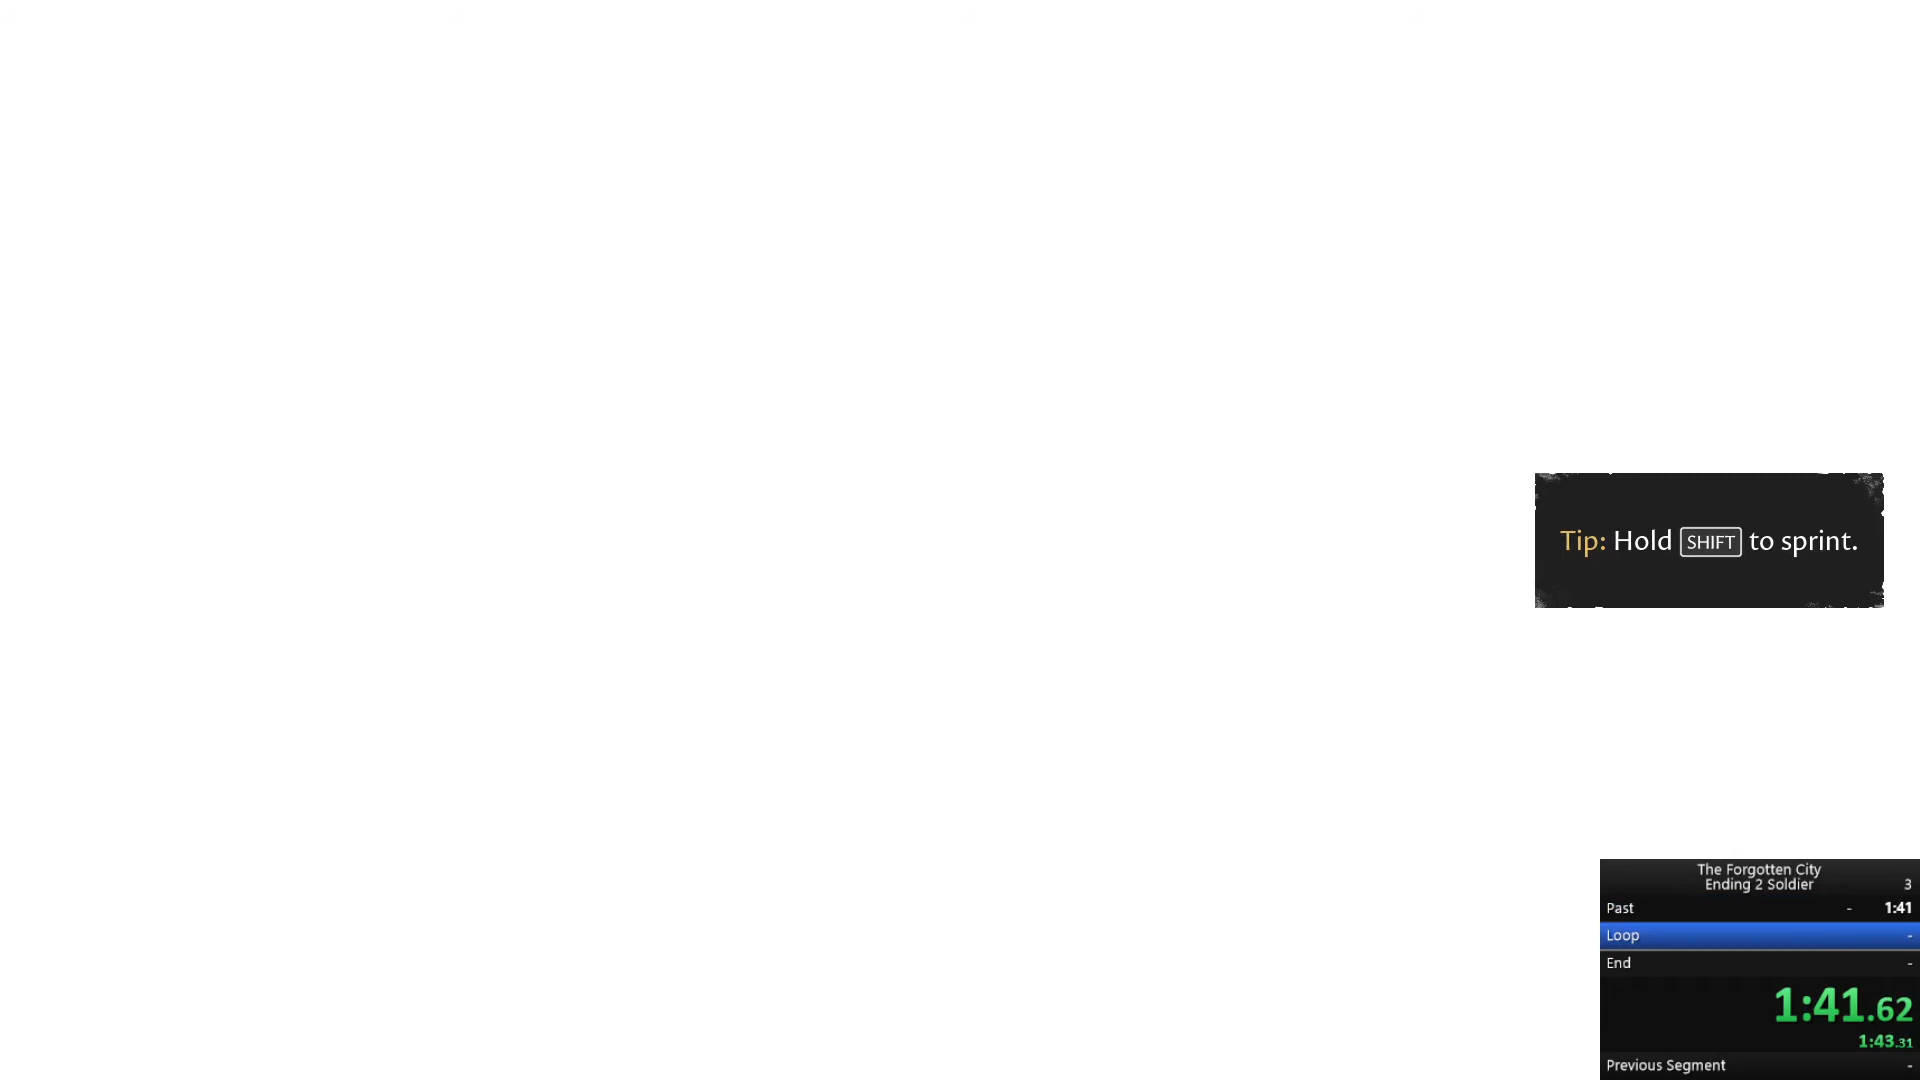 Tip: Hold SHIFT to sprint.
The Forgotten City
Ending 2 Soldier 3
Past - 1:41
Loop -
End -
1:41.62
1:43.31
Previous Segment -